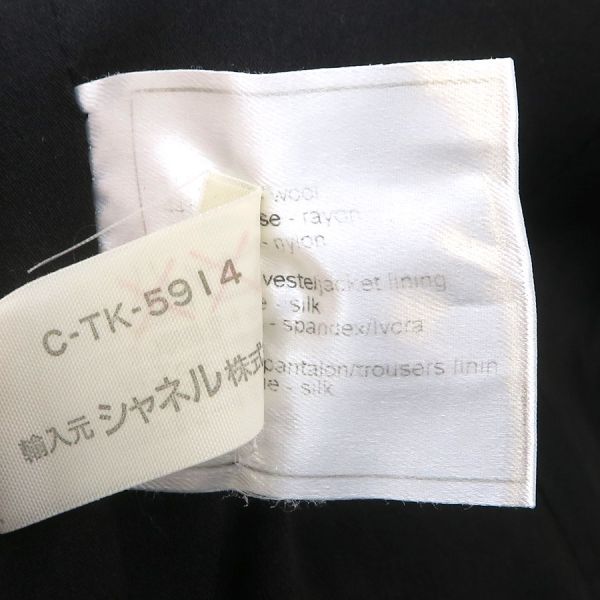 C-TK-5914
輸入元 シャネル株式
wool
se - rayon
- nylon
veste/jacket lining
e - silk
- spandex/lycra
pantalon/trousers linin
e - silk